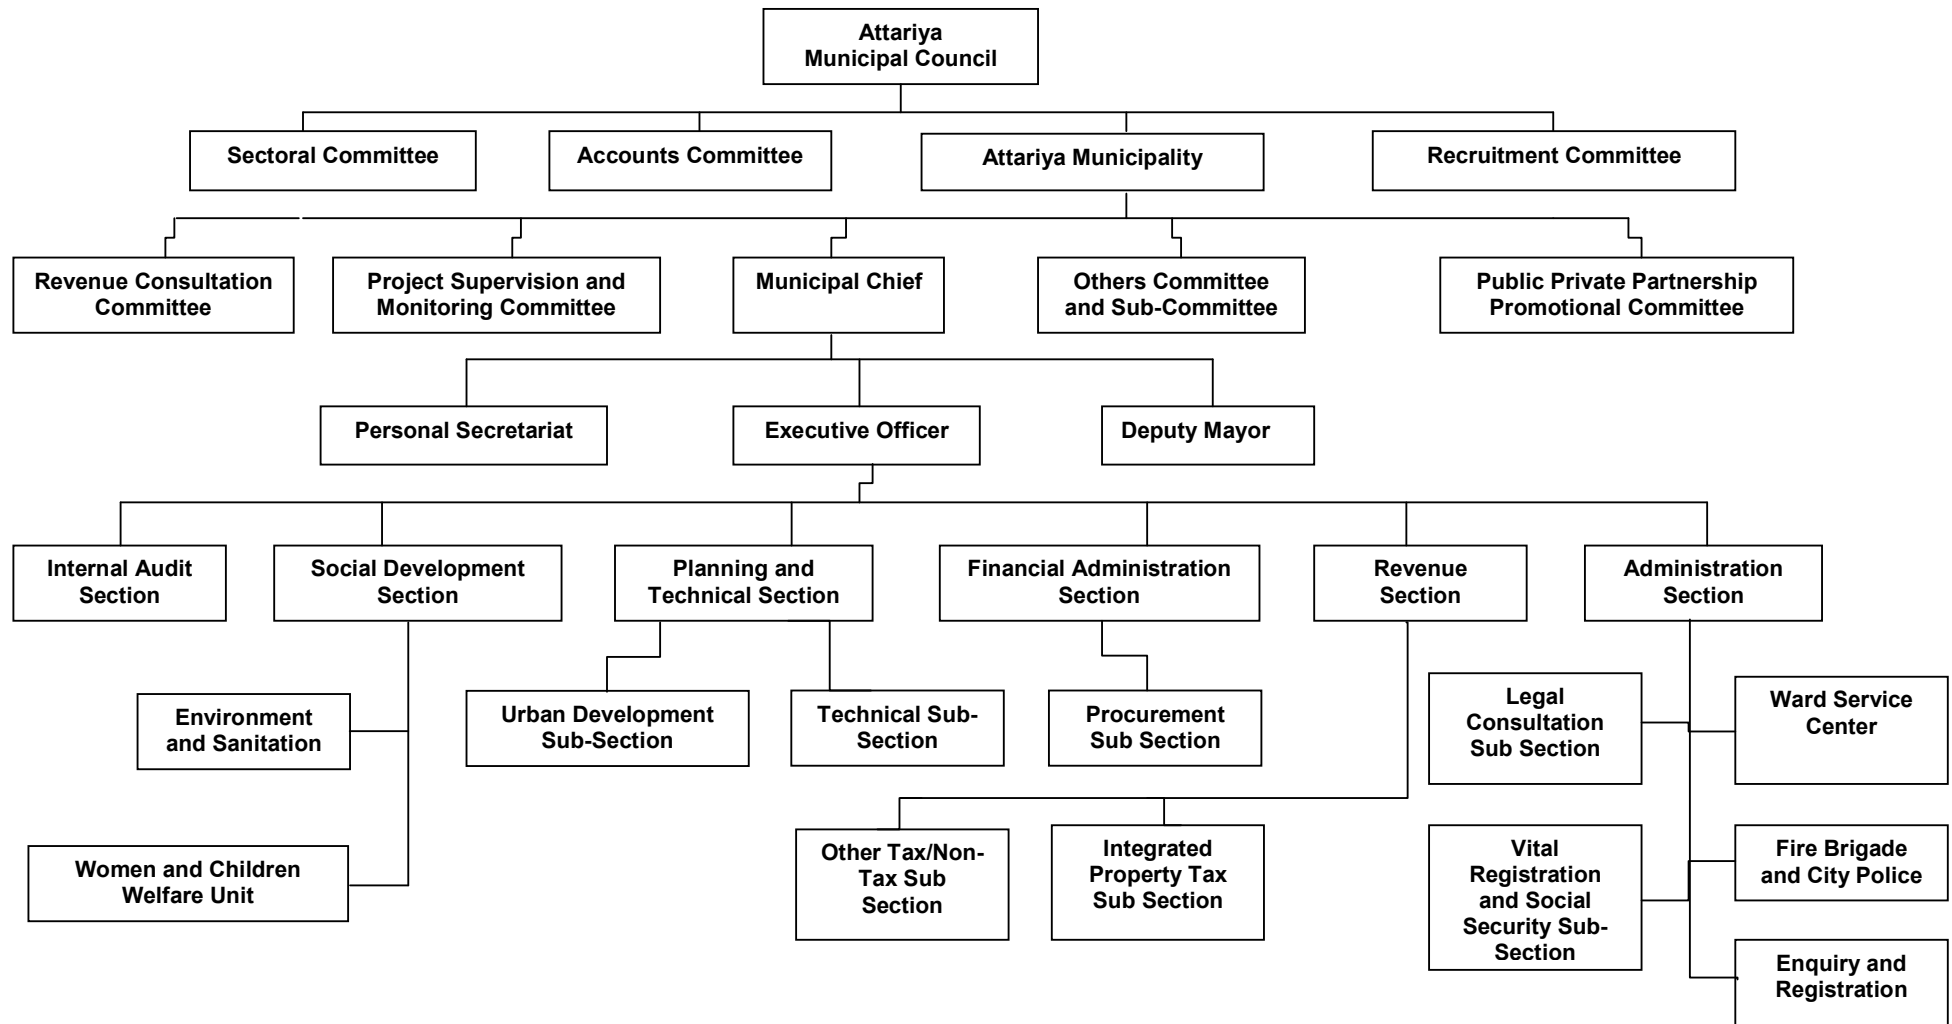 Attariya
Municipal Council
Sectoral Committee
Accounts Committee
Attariya Municipality
Recruitment Committee
Revenue Consultation
Committee
Project Supervision and
Monitoring Committee
Municipal Chief
Others Committee
and Sub-Committee
Public Private Partnership
Promotional Committee
Personal Secretariat
Executive Officer
Deputy Mayor
Internal Audit
Section
Social Development
Section
Planning and
Technical Section
Financial Administration
Section
Revenue
Section
Administration
Section
Environment
and Sanitation
Urban Development
Sub-Section
Technical Sub-
Section
Procurement
Sub Section
Legal
Consultation
Sub Section
Ward Service
Center
Women and Children
Welfare Unit
Other Tax/Non-
Tax Sub
Section
Integrated
Property Tax
Sub Section
Vital
Registration
and Social
Security Sub-
Section
Fire Brigade
and City Police
Enquiry and
Registration